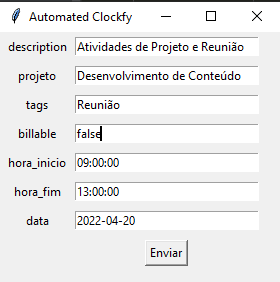 Automated Clockfy
description Atividades de Projeto e Reunião
projeto Desenvolvimento de Conteúdo
tags Reunião
billable false
hora_inicio 09:00:00
hora_fim 13:00:00
data 2022-04-20
Enviar